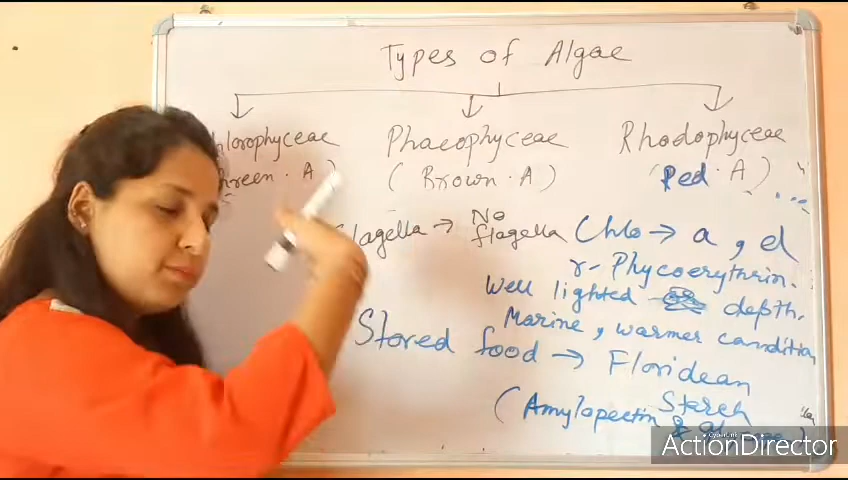 Types of Algae
hlorophyceae Phaeophyceae Rhodophyceae
reen. A ) ( Brown. A ) ( Red. A )
lagella → No flagella
Chlo → a, d
r- Phycoerythrin.
Well lighted depth.
Marine, warmer condition
Stored food → Floridean
Starch
( Amylopectin &
CyberLink
ActionDirector